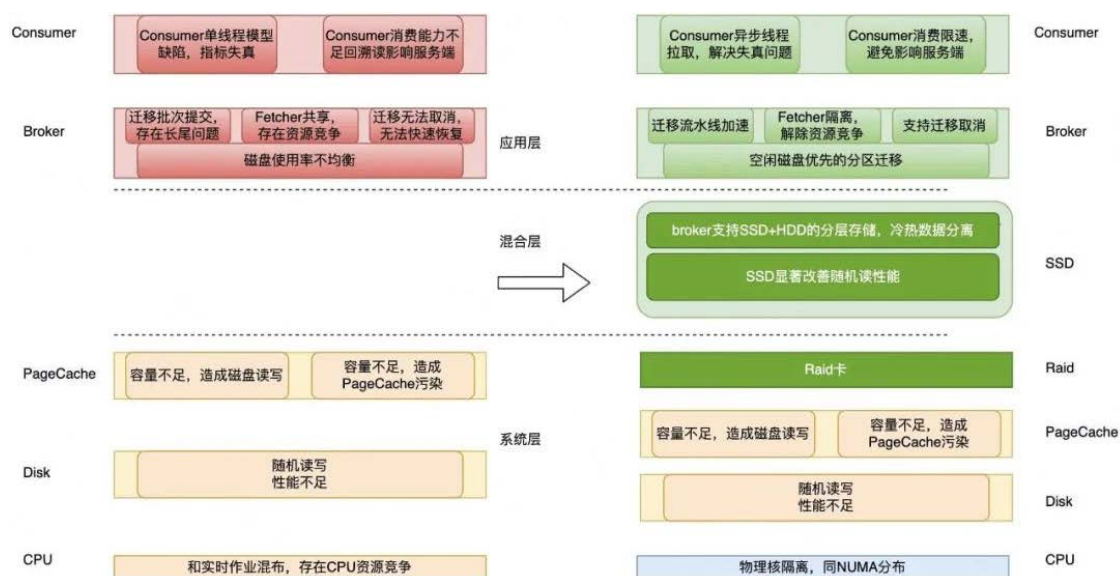 Consumer
Consumer单线程模型
缺陷，指标失真
Consumer消费能力不
足回溯读影响服务端
Consumer异步线程
拉取，解决失真问题
Consumer消费限速，
避免影响服务端
Consumer
Broker
迁移批次提交，
存在长尾问题
Fetcher共享，
存在资源竞争
迁移无法取消，
无法快速恢复
磁盘使用率不均衡
应用层
迁移流水线加速
Fetcher隔离，
解除资源竞争
支持迁移取消
空闲磁盘优先的分区迁移
Broker
混合层
broker支持SSD+HDD的分层存储，冷热数据分离
SSD显著改善随机读性能
SSD
PageCache
容量不足，造成磁盘读写
容量不足，造成
PageCache污染
Raid卡
Raid
系统层
容量不足，造成磁盘读写
容量不足，造成
PageCache污染
PageCache
Disk
随机读写
性能不足
随机读写
性能不足
Disk
CPU
和实时作业混布，存在CPU资源竞争
物理核隔离，同NUMA分布
CPU